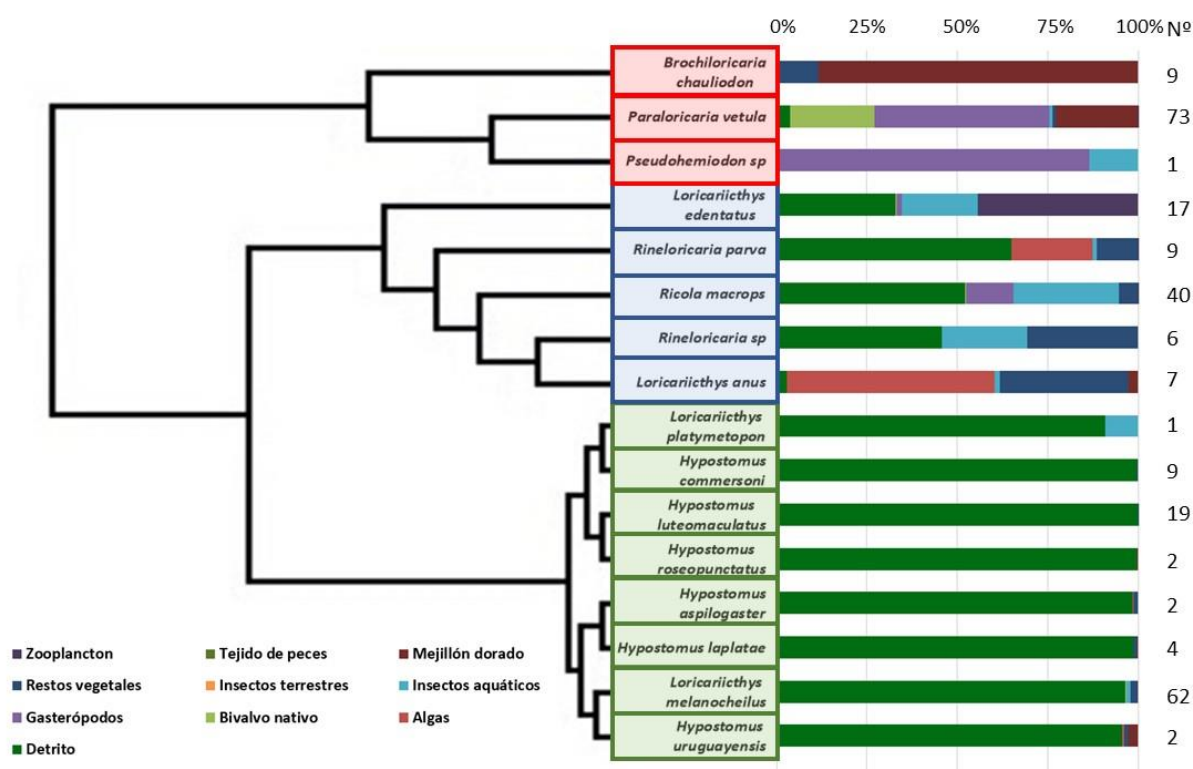 0% 25% 50% 75% 100% Nº
Brochiloricaria
chauliodon 9
Paraloricaria vetula 73
Pseudohemiodon sp 1
Loricariicthys
edentatus 17
Rineloricaria parva 9
Ricola macrops 40
Rineloricaria sp 6
Loricariicthys anus 7
Loricariicthys
platymetopon 1
Hypostomus
commersoni 9
Hypostomus
luteomaculatus 19
Hypostomus
roseopunctatus 2
Hypostomus
aspilogaster 2
Hypostomus laplatae 4
Loricariicthys
melanocheilus 62
Hypostomus
uruguayensis 2
Zooplancton Tejido de peces Mejillón dorado
Restos vegetales Insectos terrestres Insectos aquáticos
Gasterópodos Bivalvo nativo Algas
Detrito